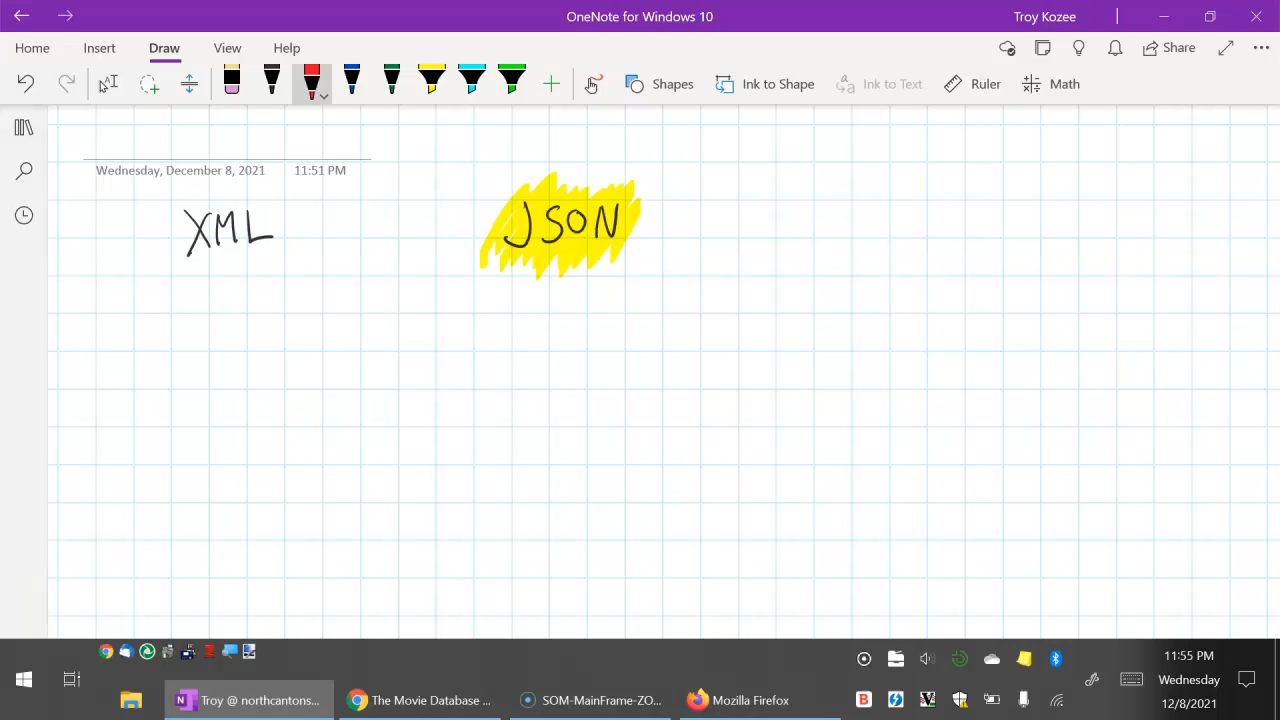 OneNote for Windows 10
Troy Kozee
Home Insert Draw View Help
Share
Shapes Ink to Shape Ink to Text Ruler Math
Wednesday, December 8, 2021 11:51 PM
XML JSON
11:55 PM
Wednesday
12/8/2021
Troy @ northcantons...
The Movie Database ...
SOM-MainFrame-ZO...
Mozilla Firefox